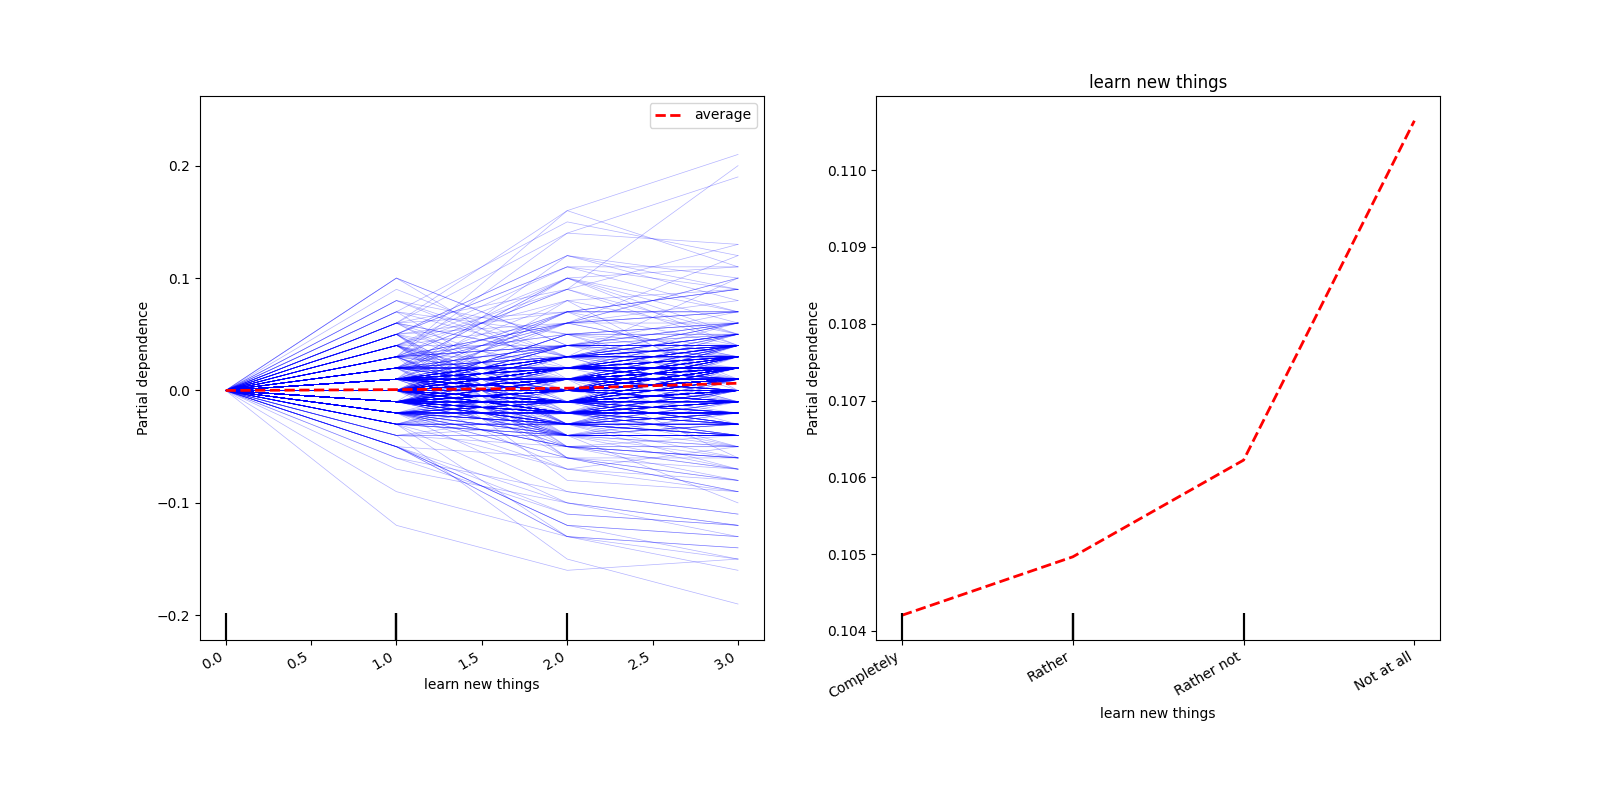 average
0.2
0.1
0.0
−0.1
−0.2
Partial dependence
0.0
0.5
1.0
1.5
2.0
2.5
3.0
learn new things
learn new things
0.110
0.109
0.108
0.107
0.106
0.105
0.104
Partial dependence
Completely
Rather
Rather not
Not at all
learn new things